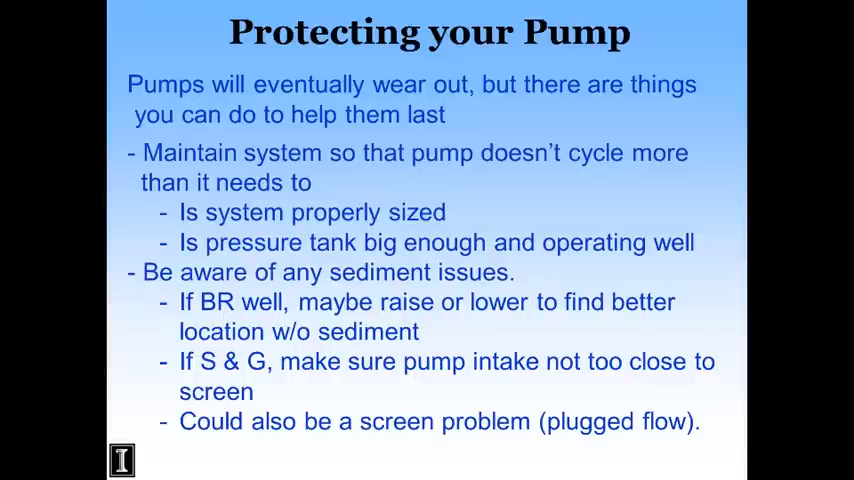 Protecting your Pump
Pumps will eventually wear out, but there are things
you can do to help them last
- Maintain system so that pump doesn't cycle more
than it needs to
- Is system properly sized
- Is pressure tank big enough and operating well
- Be aware of any sediment issues.
- If BR well, maybe raise or lower to find better
location w/o sediment
- If S & G, make sure pump intake not too close to
screen
- Could also be a screen problem (plugged flow).
I